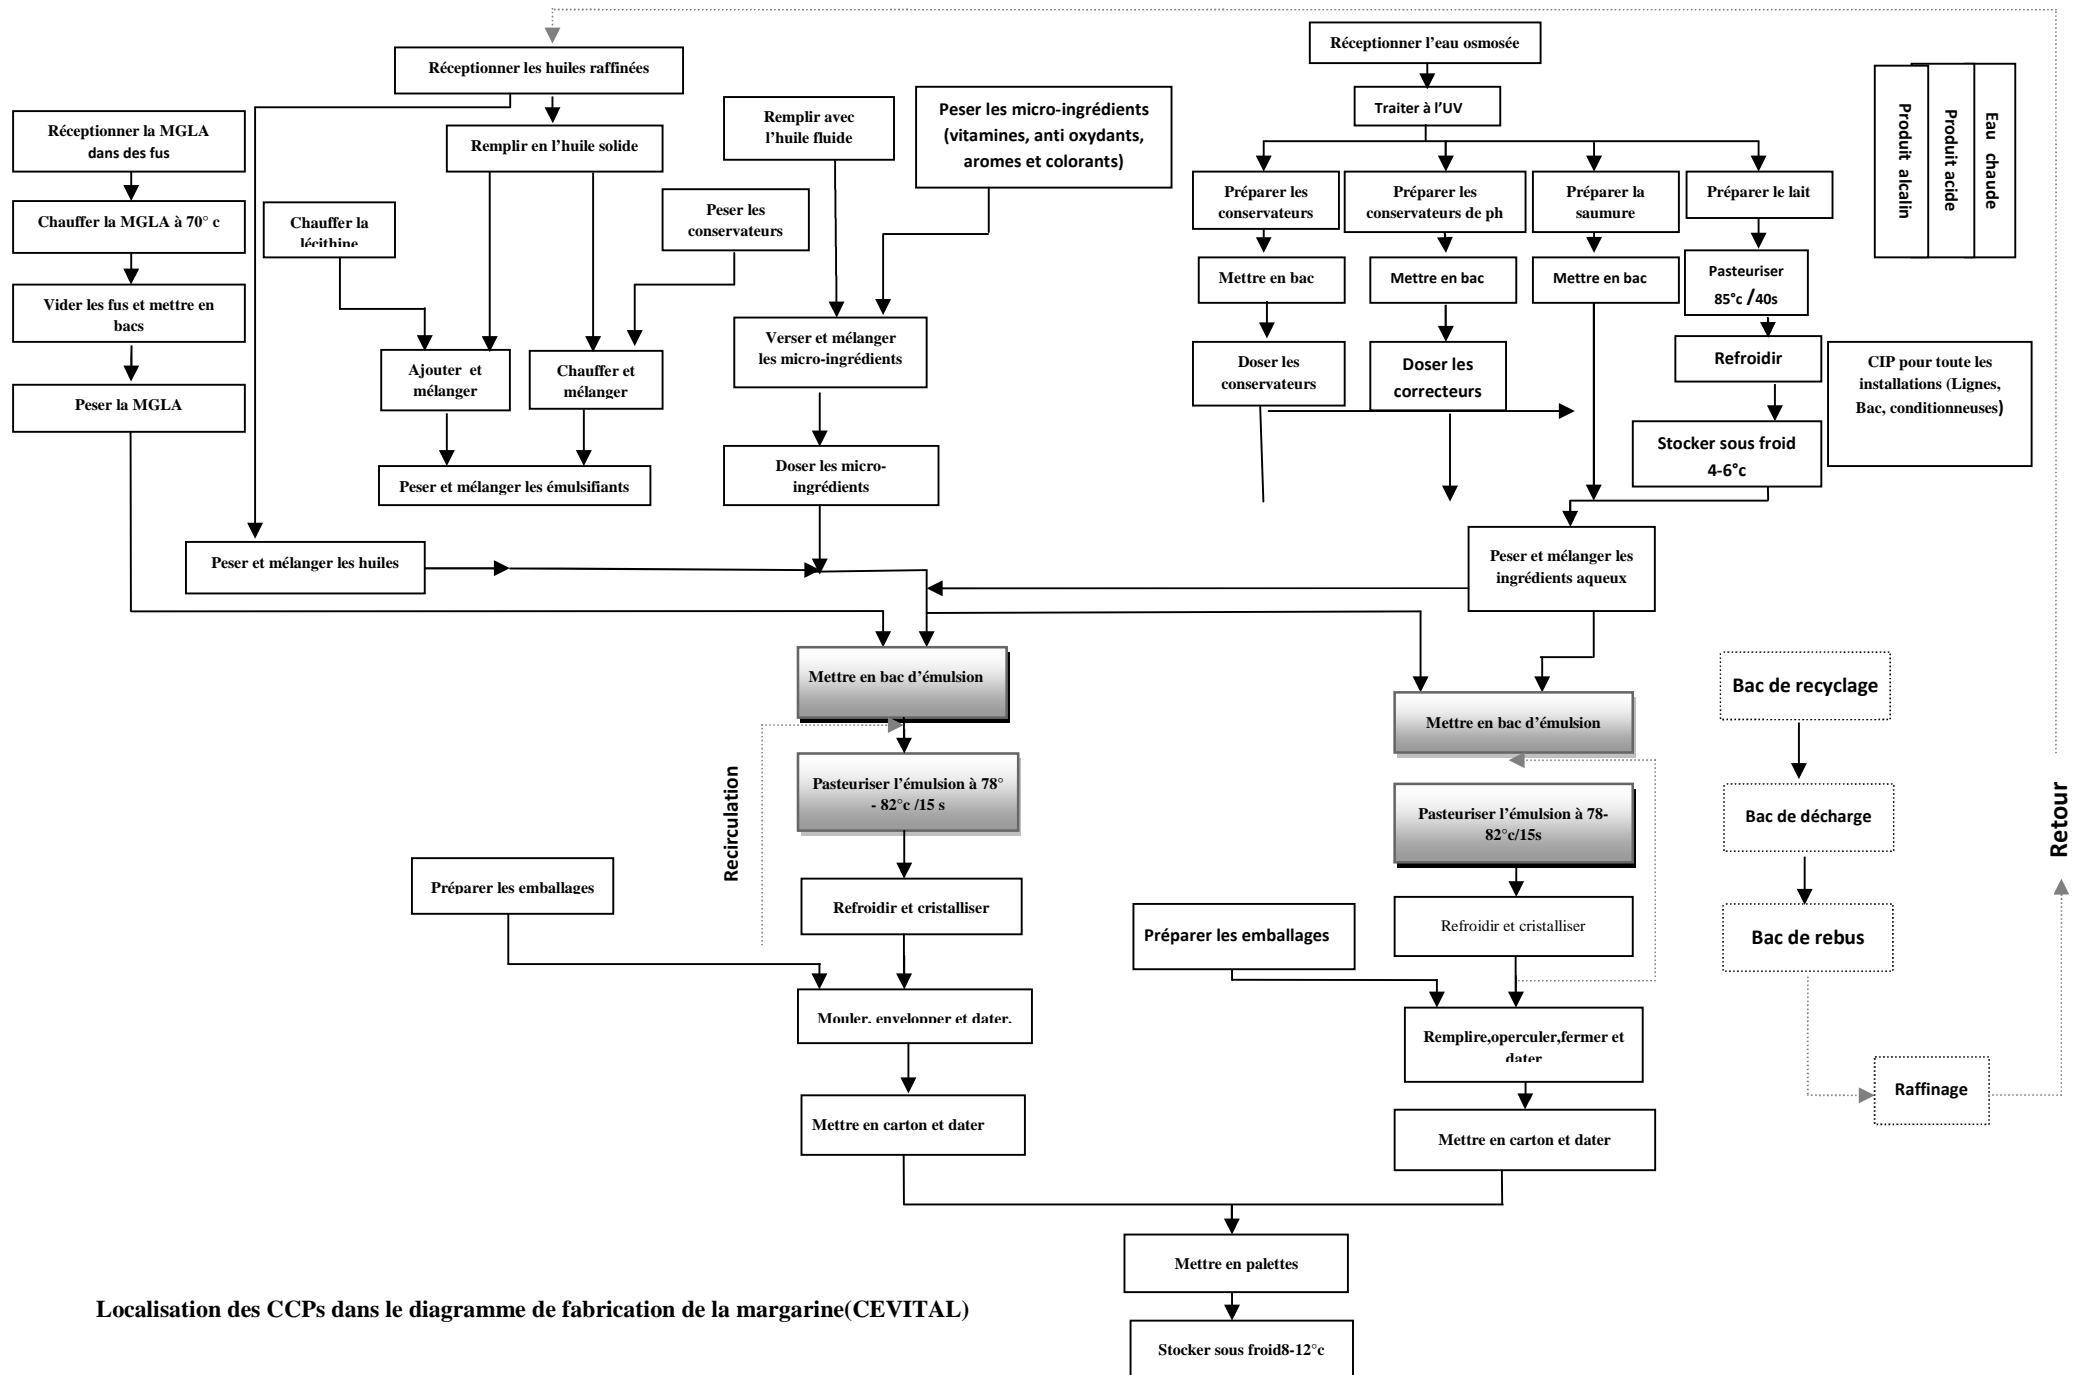 Réceptionner les huiles raffinées
Réceptionner l'eau osmosée
Réceptionner la MGLA
dans des fus
Remplir en l'huile solide
Remplir avec
l'huile fluide
Peser les micro-ingrédients
(vitamines, anti oxydants,
aromes et colorants)
Traiter à l'UV
Produit alcalin
Produit acide
Eau chaude
Chauffer la MGLA à 70° c
Chauffer la
lécithine
Peser les
conservateurs
Préparer les
conservateurs
Préparer les
conservateurs de ph
Préparer la
saumure
Préparer le lait
Vider les fus et mettre en
bacs
Mettre en bac
Mettre en bac
Mettre en bac
Pasteuriser
85°c /40s
Verser et mélanger
les micro-ingrédients
Ajouter et
mélanger
Chauffer et
mélanger
Doser les
conservateurs
Doser les
correcteurs
Refroidir
CIP pour toute les
installations (Lignes,
Bac, conditionneuses)
Peser la MGLA
Stocker sous froid
4-6°c
Peser et mélanger les émulsifiants
Doser les micro-
ingrédients
Peser et mélanger les huiles
Peser et mélanger les
ingrédients aqueux
Mettre en bac d'émulsion
Mettre en bac d'émulsion
Bac de recyclage
Recirculation
Pasteuriser l'émulsion à 78°
- 82°c /15 s
Pasteuriser l'émulsion à 78-
82°c/15s
Bac de décharge
Retour
Préparer les emballages
Refroidir et cristalliser
Préparer les emballages
Refroidir et cristalliser
Bac de rebus
Mouler, envelopper et dater.
Remplire,operculer,fermer et
dater
Raffinage
Mettre en carton et dater
Mettre en carton et dater
Mettre en palettes
Localisation des CCPs dans le diagramme de fabrication de la margarine(CEVITAL)
Stocker sous froid8-12°c